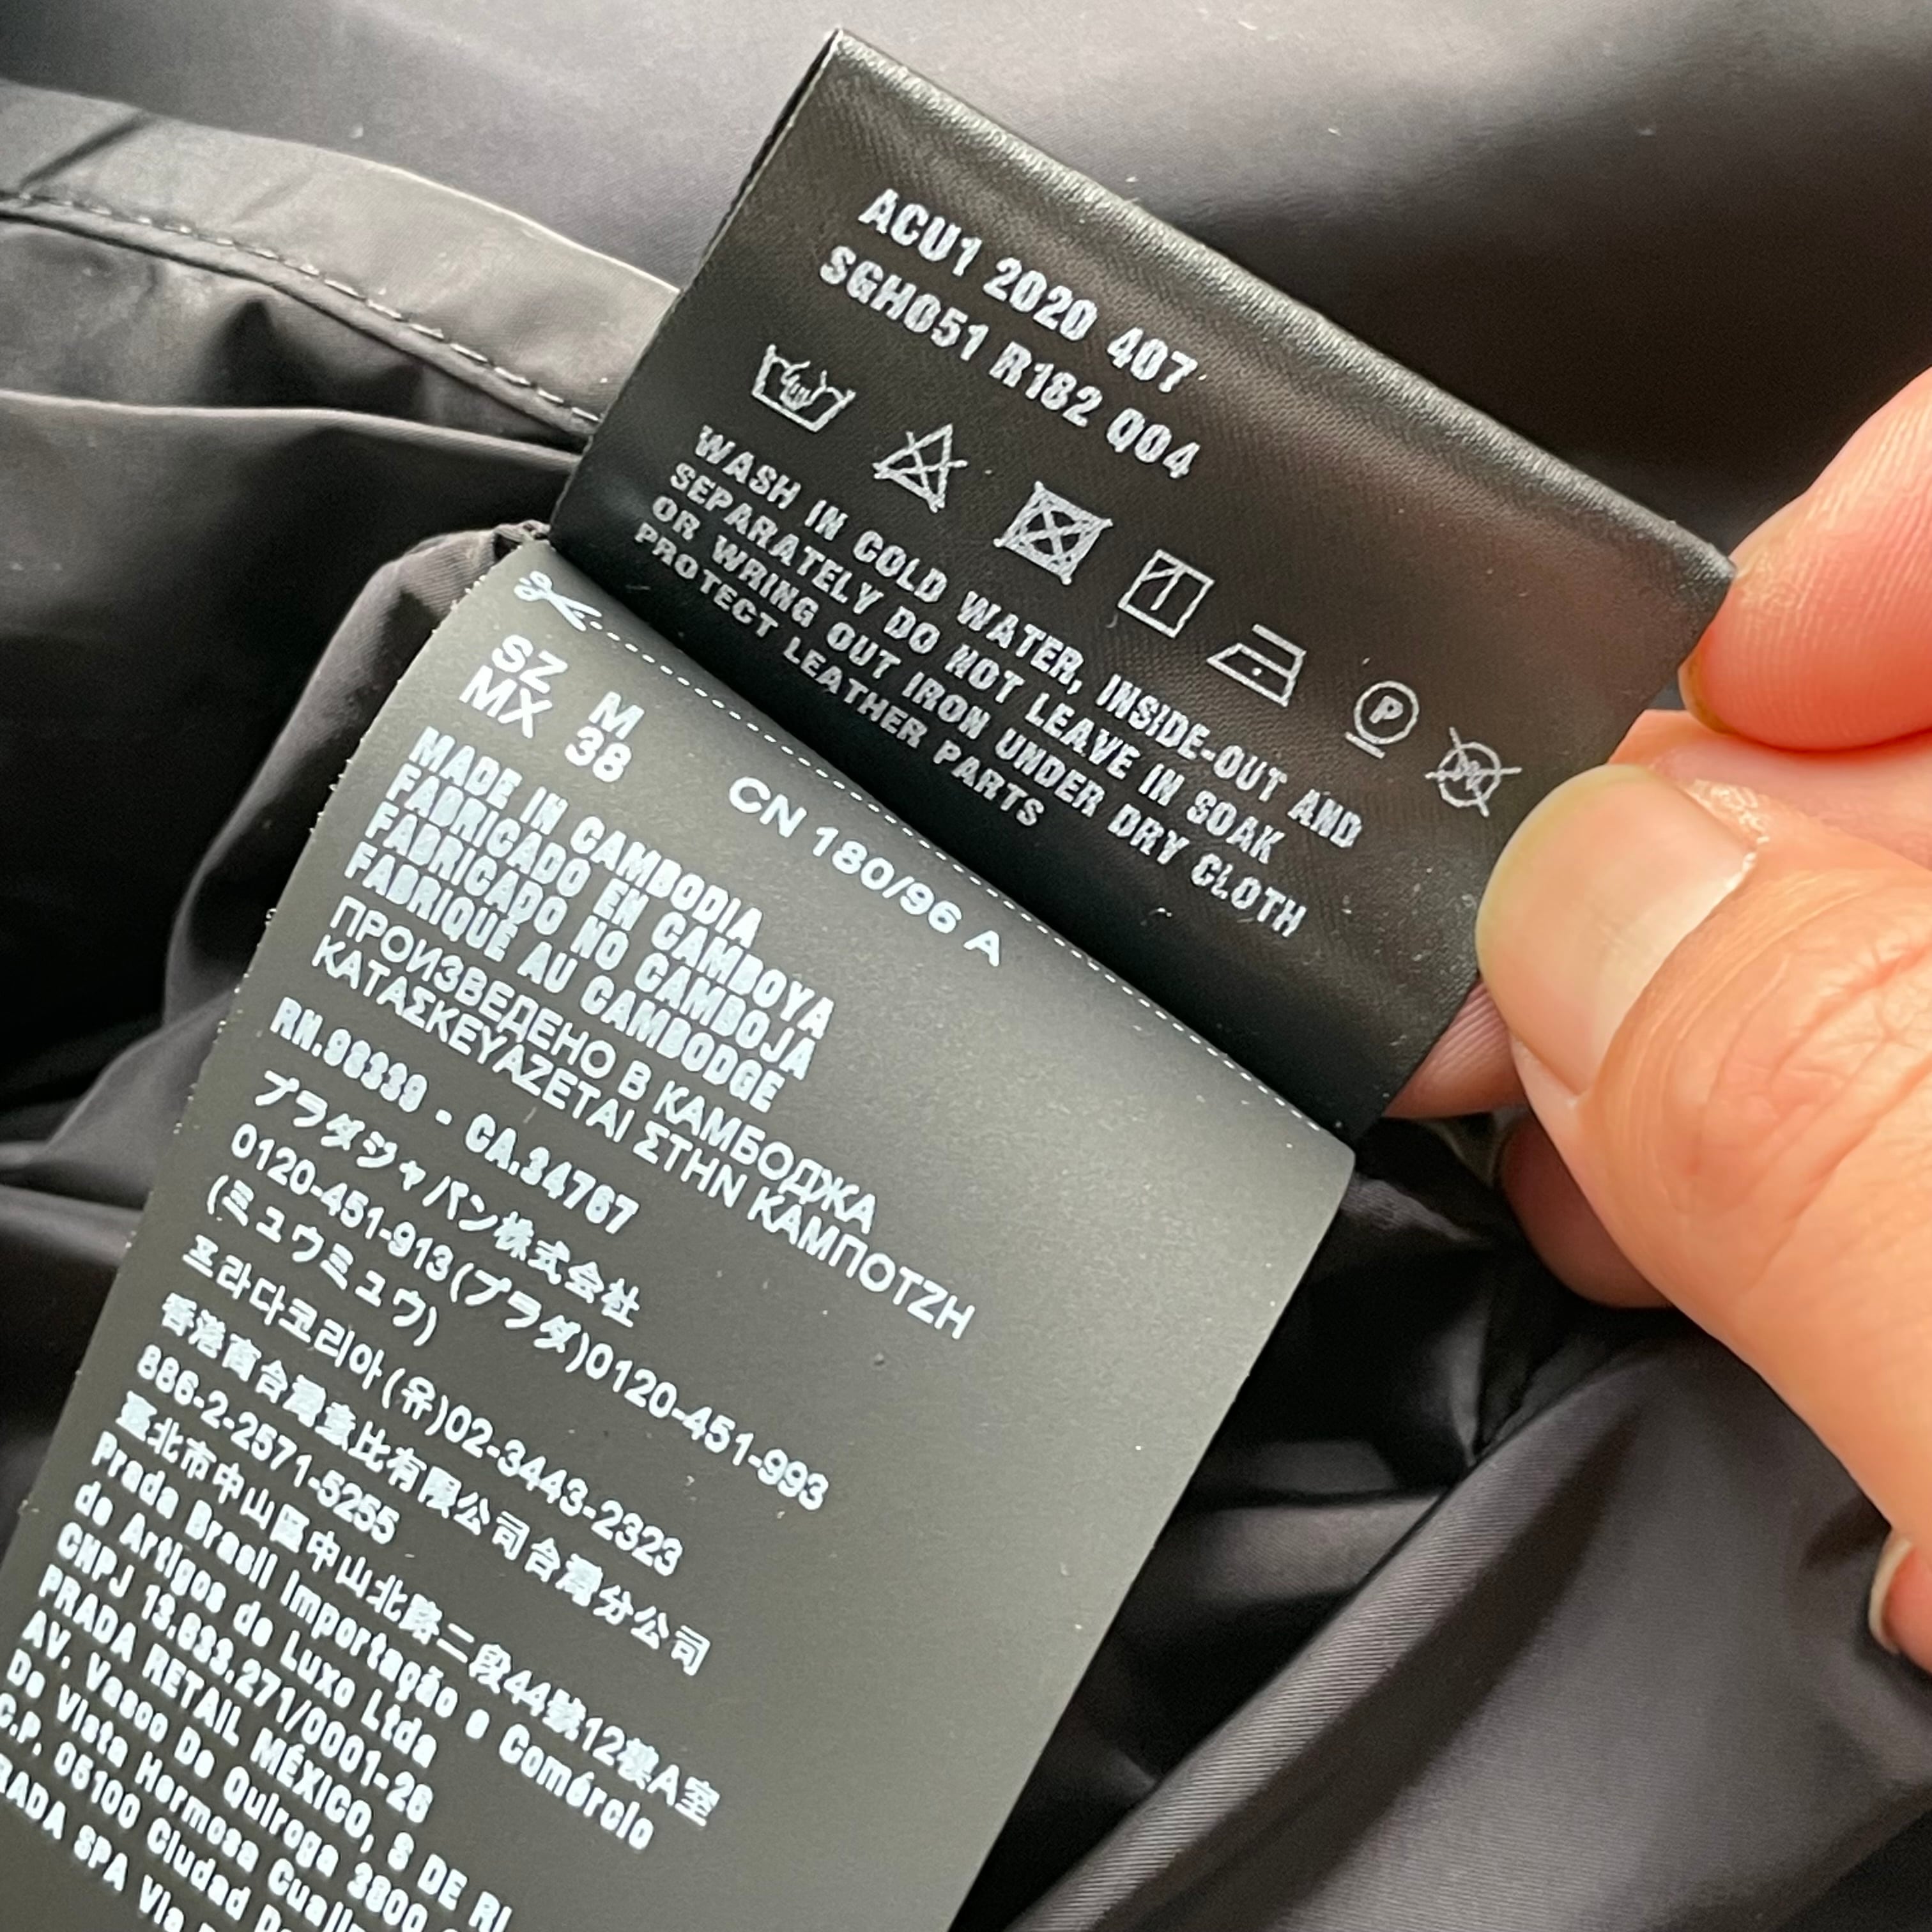 ACU1 2020 407
SGH051 R182 Q04
WASH IN COLD WATER, INSIDE-OUT AND
SEPARATELY DO NOT LEAVE IN SOAK
OR WRING OUT IRON UNDER DRY CLOTH
PROTECT LEATHER PARTS
SZ M CN 180/96 A
MX 38
MADE IN CAMBODIA
FABRICADO EN CAMBOYA
FABRICADO NO CAMBOJA
FABRIQUE AU CAMBODGE
ПРОИЗВЕДЕНО В КАМБОДЖА
ΚΑΤΑΣΚΕΥΑΖΕΤΑΙ ΣΤΗΝ ΚΑΜΠΟΤΖΗ
RN.98339 - CA.34767
プラダジャパン株式会社
0120-451-913(プラダ)0120-451-993
(ミュウミュウ)
프라다코리아(유)02-3443-2323
香港商台灣 比有限公司台灣分公司
886-2-2571-5255
臺北市中山區中山北路二段44號12樓A室
Prada Brasil Importação e Comércio
de Artigos de Luxo Ltda
CNPJ 13.633.271/0001-26
PRADA RETAIL MÉXICO, S DE RL
AV. Vasco De Quiroga 3800
De Vista Hermosa
C.P. 05100 Ciudad
SPA Via